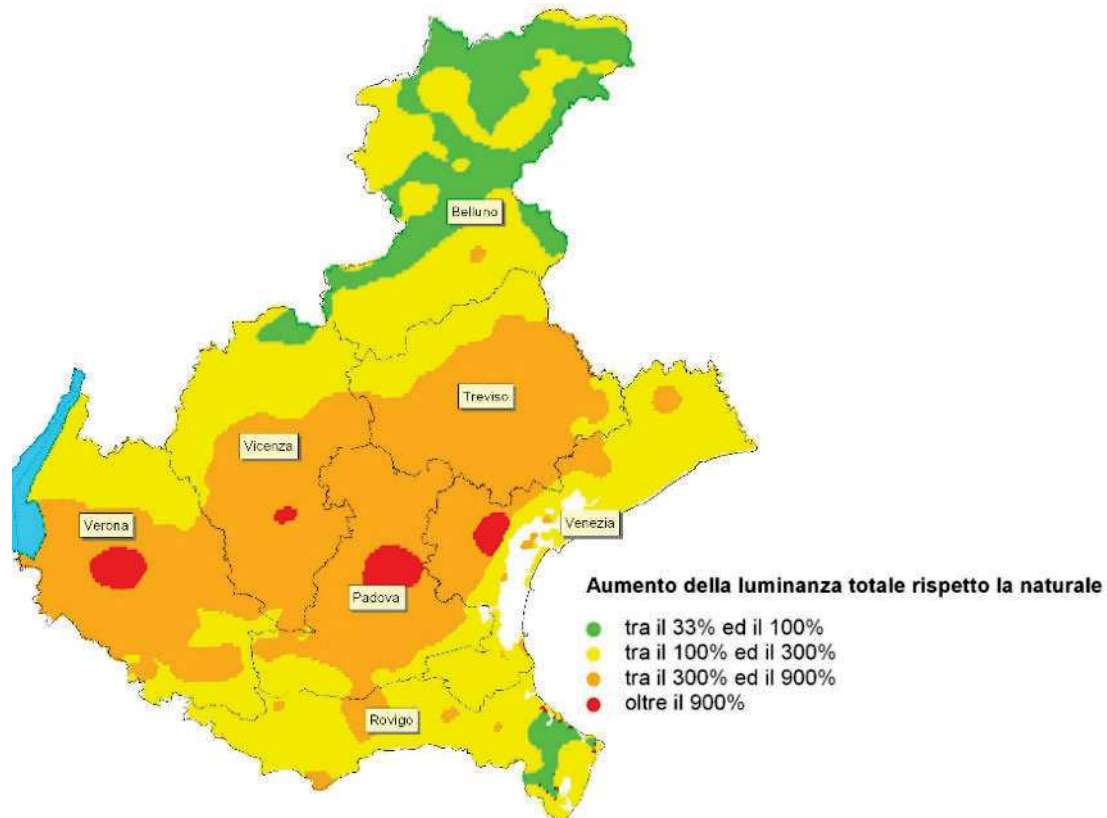 Belluno
Treviso
Vicenza
Verona
Venezia
Padova
Rovigo
Aumento della luminanza totale rispetto la naturale
tra il 33% ed il 100%
tra il 100% ed il 300%
tra il 300% ed il 900%
oltre il 900%